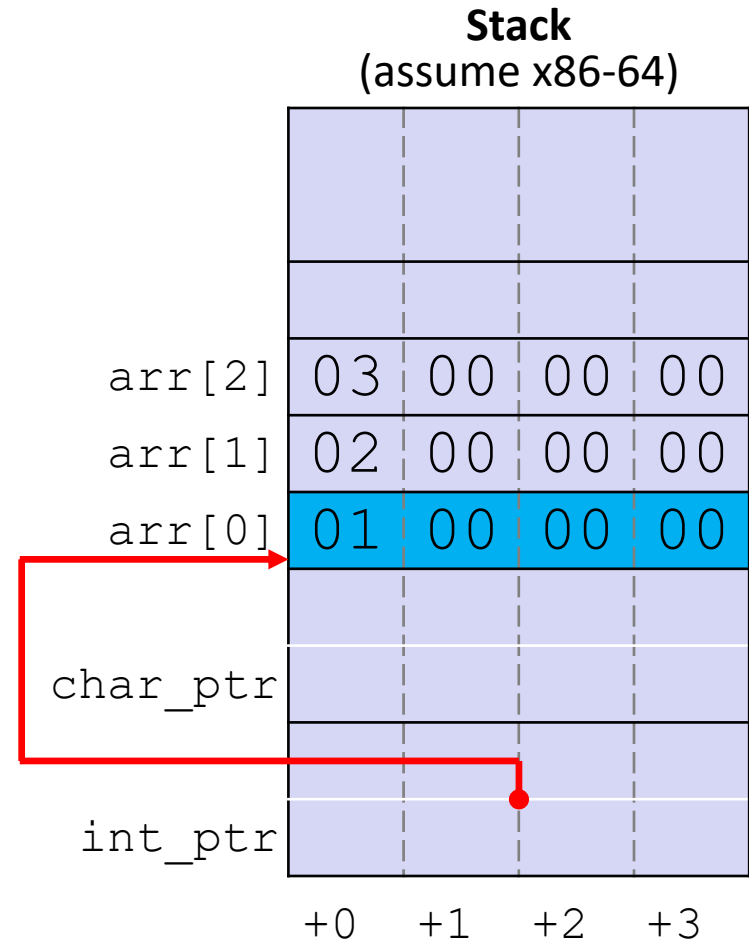 Stack
(assume x86-64)
arr[2] 03 00 00 00
arr[1] 02 00 00 00
arr[0] 01 00 00 00
char_ptr
int_ptr
+0 +1 +2 +3